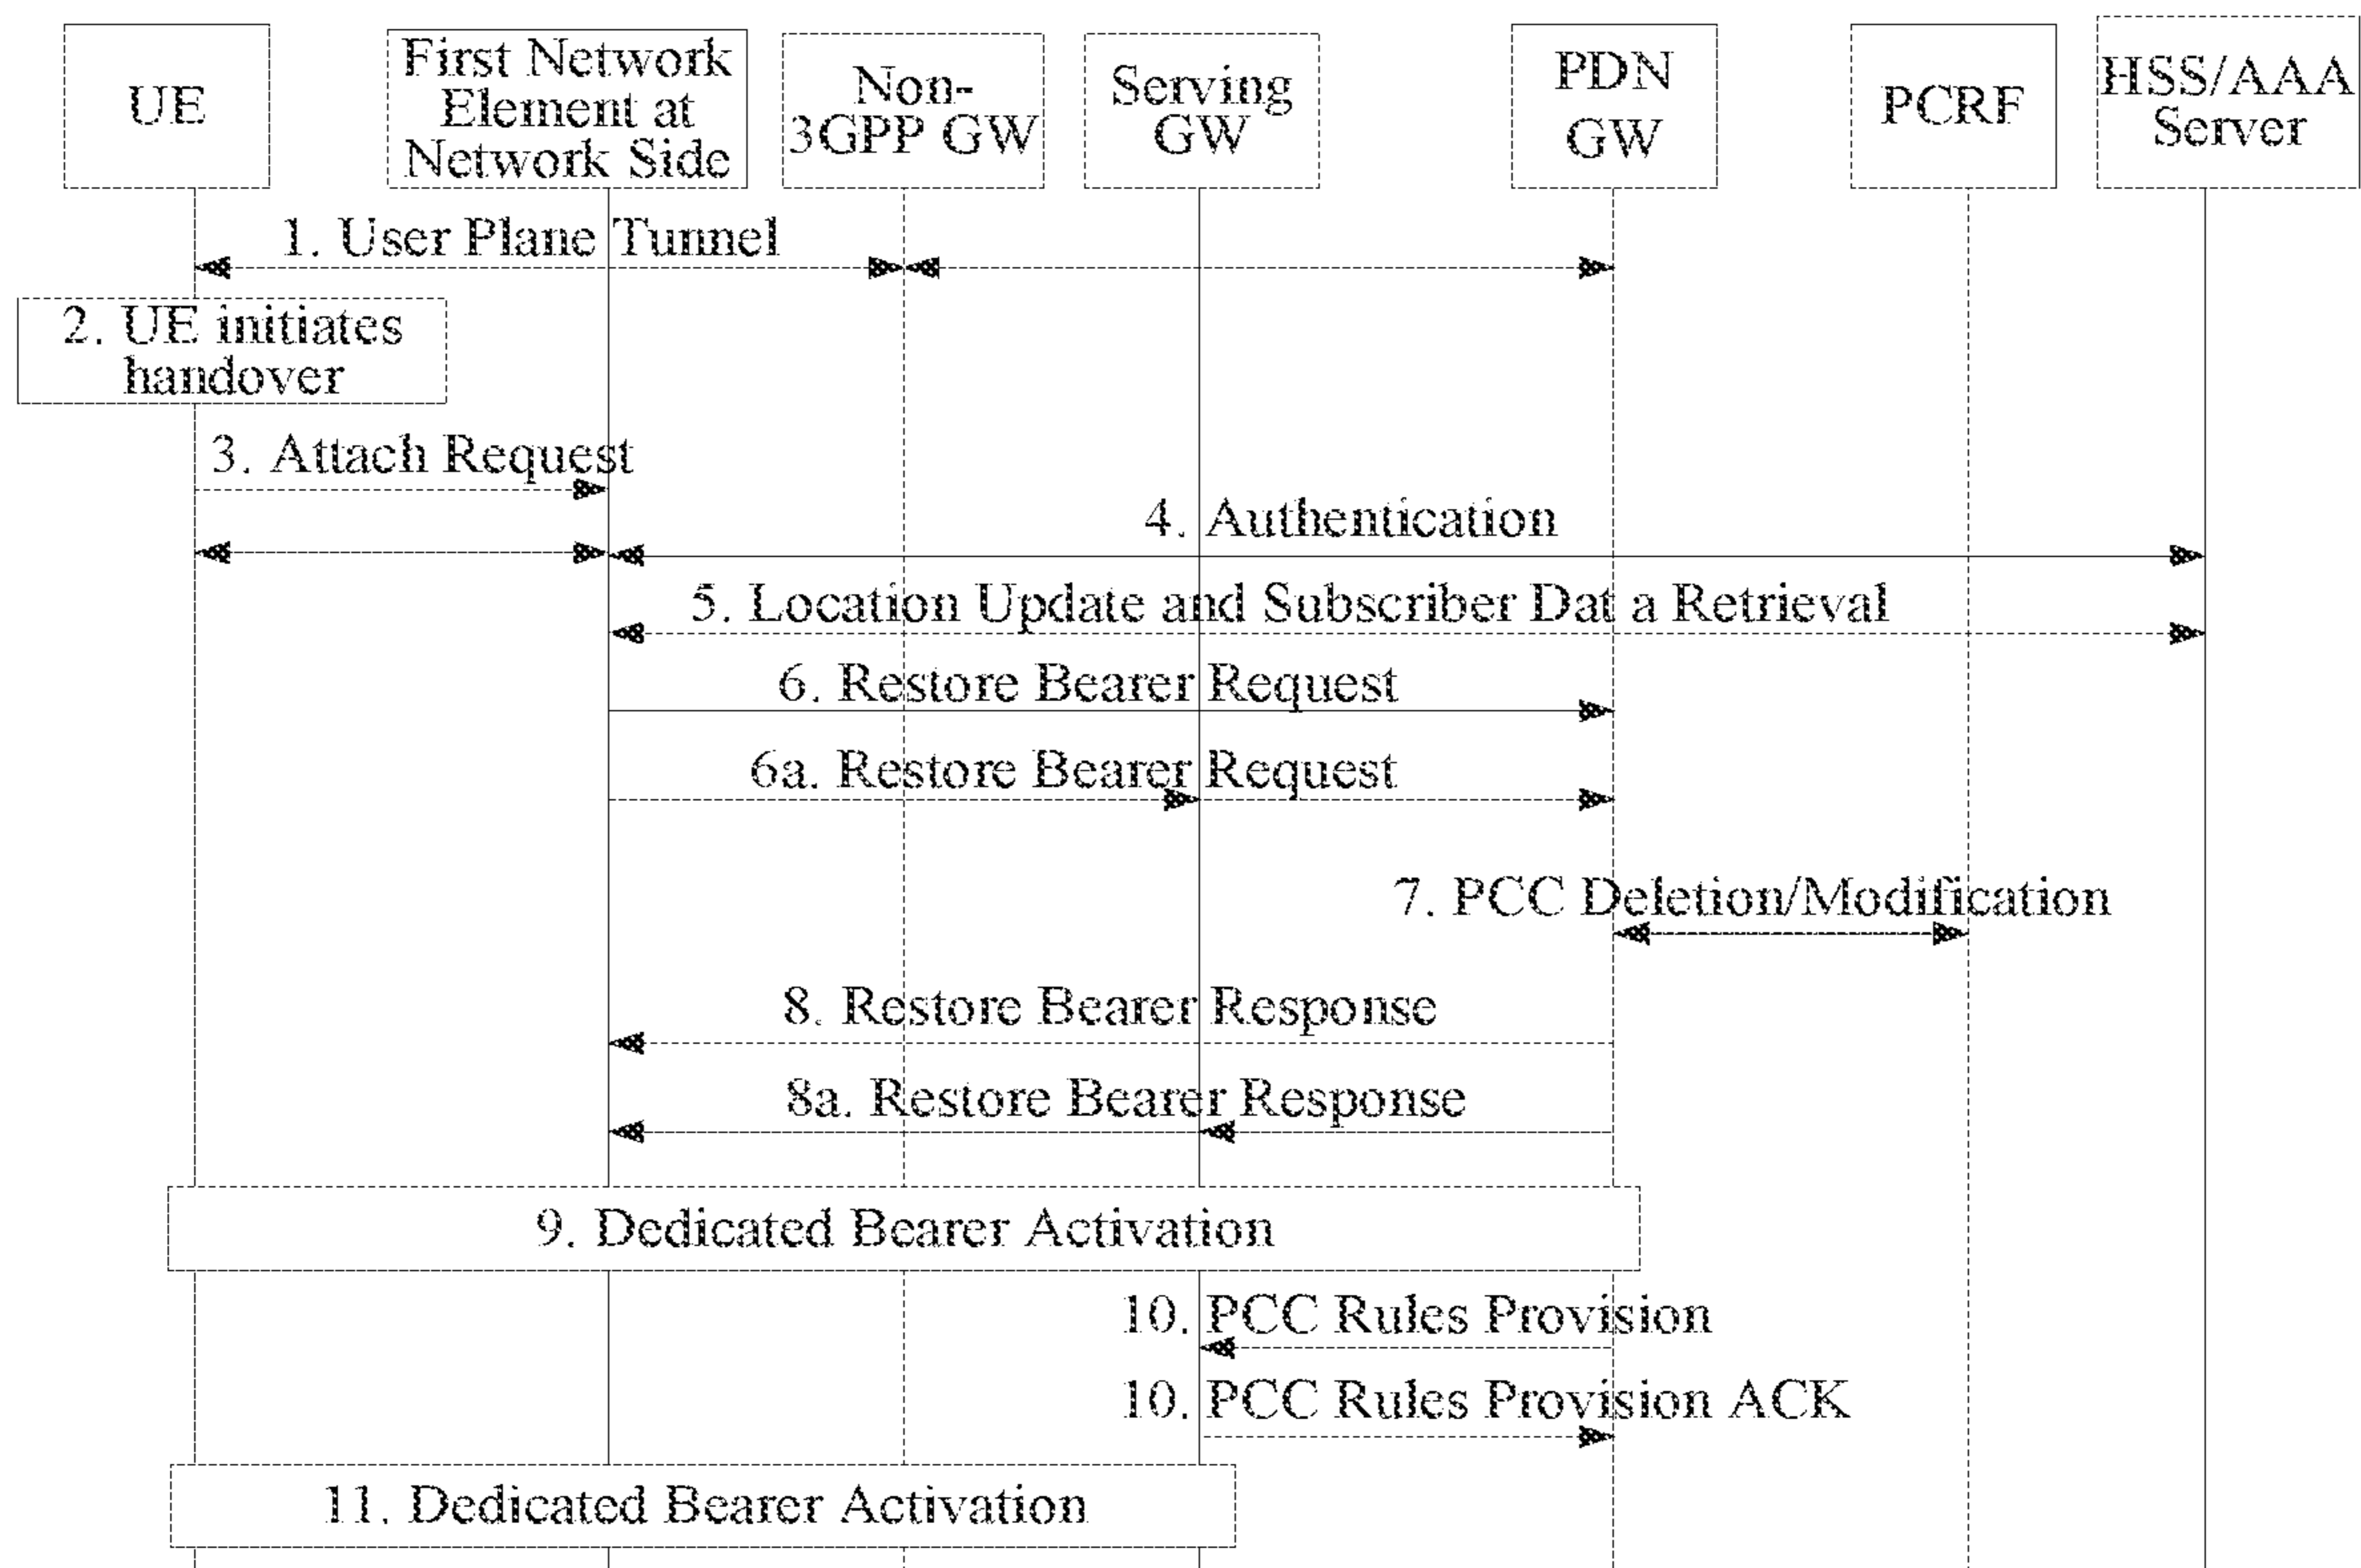 UE
First Network
Element at
Network Side
Non-
3GPP GW
Serving
GW
PDN
GW
PCRF
HSS/AAA
Server
1. User Plane Tunnel
2. UE initiates
handover
3. Attach Request
4. Authentication
5. Location Update and Subscriber Dat a Retrieval
6. Restore Bearer Request
6a. Restore Bearer Request
7. PCC Deletion/Modification
8. Restore Bearer Response
8a. Restore Bearer Response
9. Dedicated Bearer Activation
10. PCC Rules Provision
10. PCC Rules Provision ACK
11. Dedicated Bearer Activation